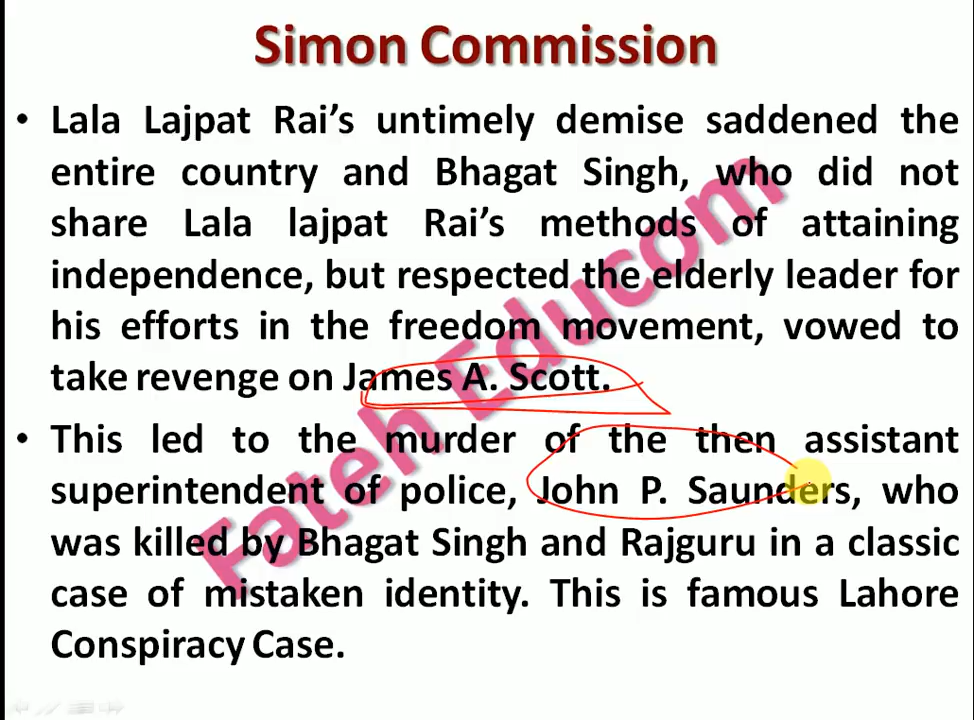 Simon Commission
• Lala Lajpat Rai's untimely demise saddened the
entire country and Bhagat Singh, who did not
share Lala lajpat Rai's methods of attaining
independence, but respected the elderly leader for
his efforts in the freedom movement, vowed to
take revenge on James A. Scott.
• This led to the murder of the then assistant
superintendent of police, John P. Saunders, who
was killed by Bhagat Singh and Rajguru in a classic
case of mistaken identity. This is famous Lahore
Conspiracy Case.
Fateh Educom